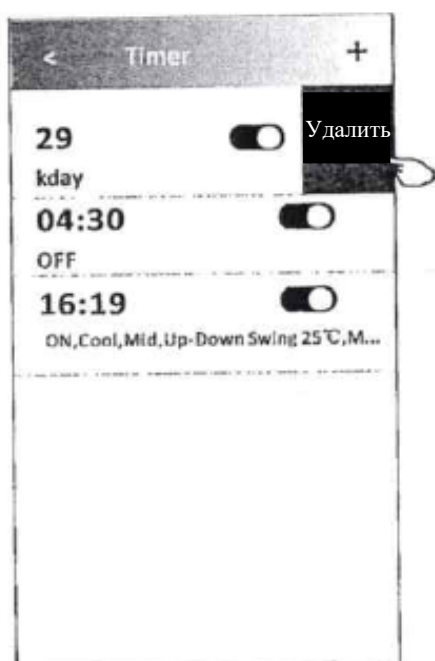 < Timer +
29 Удалить
kday
04:30
OFF
16:19
ON,Cool,Mid,Up-Down Swing 25℃,M...